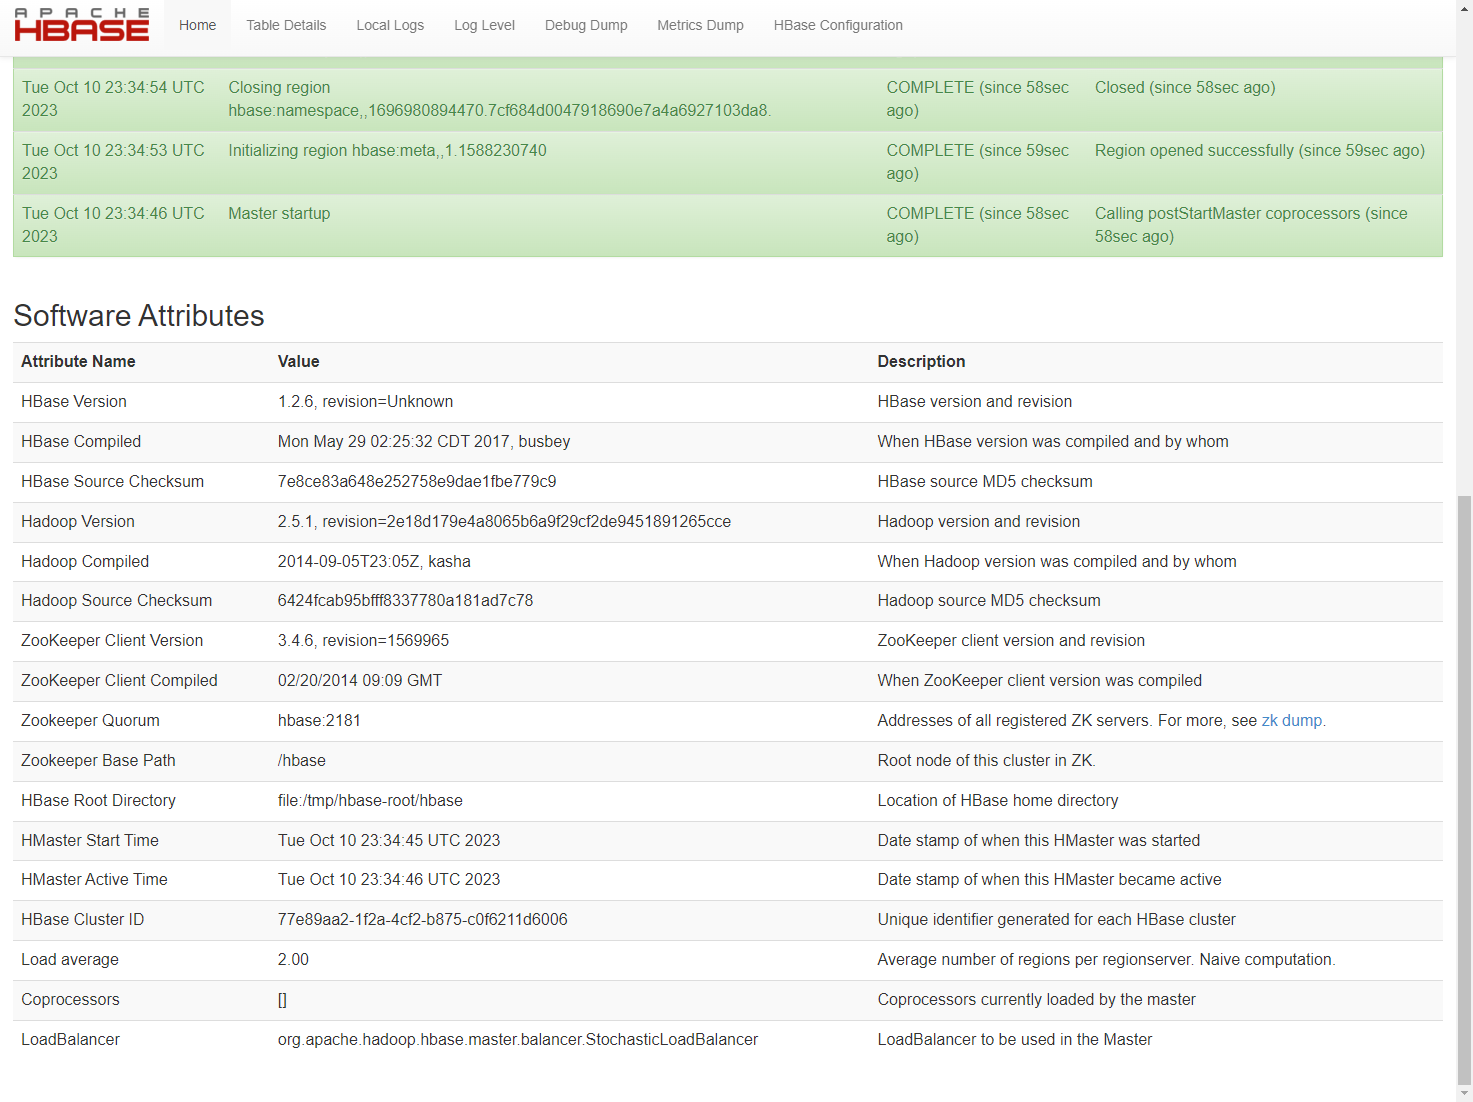 APACHE
HBASE
Home Table Details Local Logs Log Level Debug Dump Metrics Dump HBase Configuration
Tue Oct 10 23:34:54 UTC Closing region COMPLETE (since 58sec Closed (since 58sec ago)
2023 hbase:namespace,,1696980894470.7cf684d0047918690e7a4a6927103da8. ago)
Tue Oct 10 23:34:53 UTC Initializing region hbase:meta,,1.1588230740 COMPLETE (since 59sec Region opened successfully (since 59sec ago)
2023 ago)
Tue Oct 10 23:34:46 UTC Master startup COMPLETE (since 58sec Calling postStartMaster coprocessors (since
2023 ago) 58sec ago)
Software Attributes
Attribute Name Value Description
HBase Version 1.2.6, revision=Unknown HBase version and revision
HBase Compiled Mon May 29 02:25:32 CDT 2017, busbey When HBase version was compiled and by whom
HBase Source Checksum 7e8ce83a648e252758e9dae1fbe779c9 HBase source MD5 checksum
Hadoop Version 2.5.1, revision=2e18d179e4a8065b6a9f29cf2de9451891265cce Hadoop version and revision
Hadoop Compiled 2014-09-05T23:05Z, kasha When Hadoop version was compiled and by whom
Hadoop Source Checksum 6424fcab95bfff8337780a181ad7c78 Hadoop source MD5 checksum
ZooKeeper Client Version 3.4.6, revision=1569965 ZooKeeper client version and revision
ZooKeeper Client Compiled 02/20/2014 09:09 GMT When ZooKeeper client version was compiled
Zookeeper Quorum hbase:2181 Addresses of all registered ZK servers. For more, see zk dump.
Zookeeper Base Path /hbase Root node of this cluster in ZK.
HBase Root Directory file:/tmp/hbase-root/hbase Location of HBase home directory
HMaster Start Time Tue Oct 10 23:34:45 UTC 2023 Date stamp of when this HMaster was started
HMaster Active Time Tue Oct 10 23:34:46 UTC 2023 Date stamp of when this HMaster became active
HBase Cluster ID 77e89aa2-1f2a-4cf2-b875-c0f6211d6006 Unique identifier generated for each HBase cluster
Load average 2.00 Average number of regions per regionserver. Naive computation.
Coprocessors [] Coprocessors currently loaded by the master
LoadBalancer org.apache.hadoop.hbase.master.balancer.StochasticLoadBalancer LoadBalancer to be used in the Master